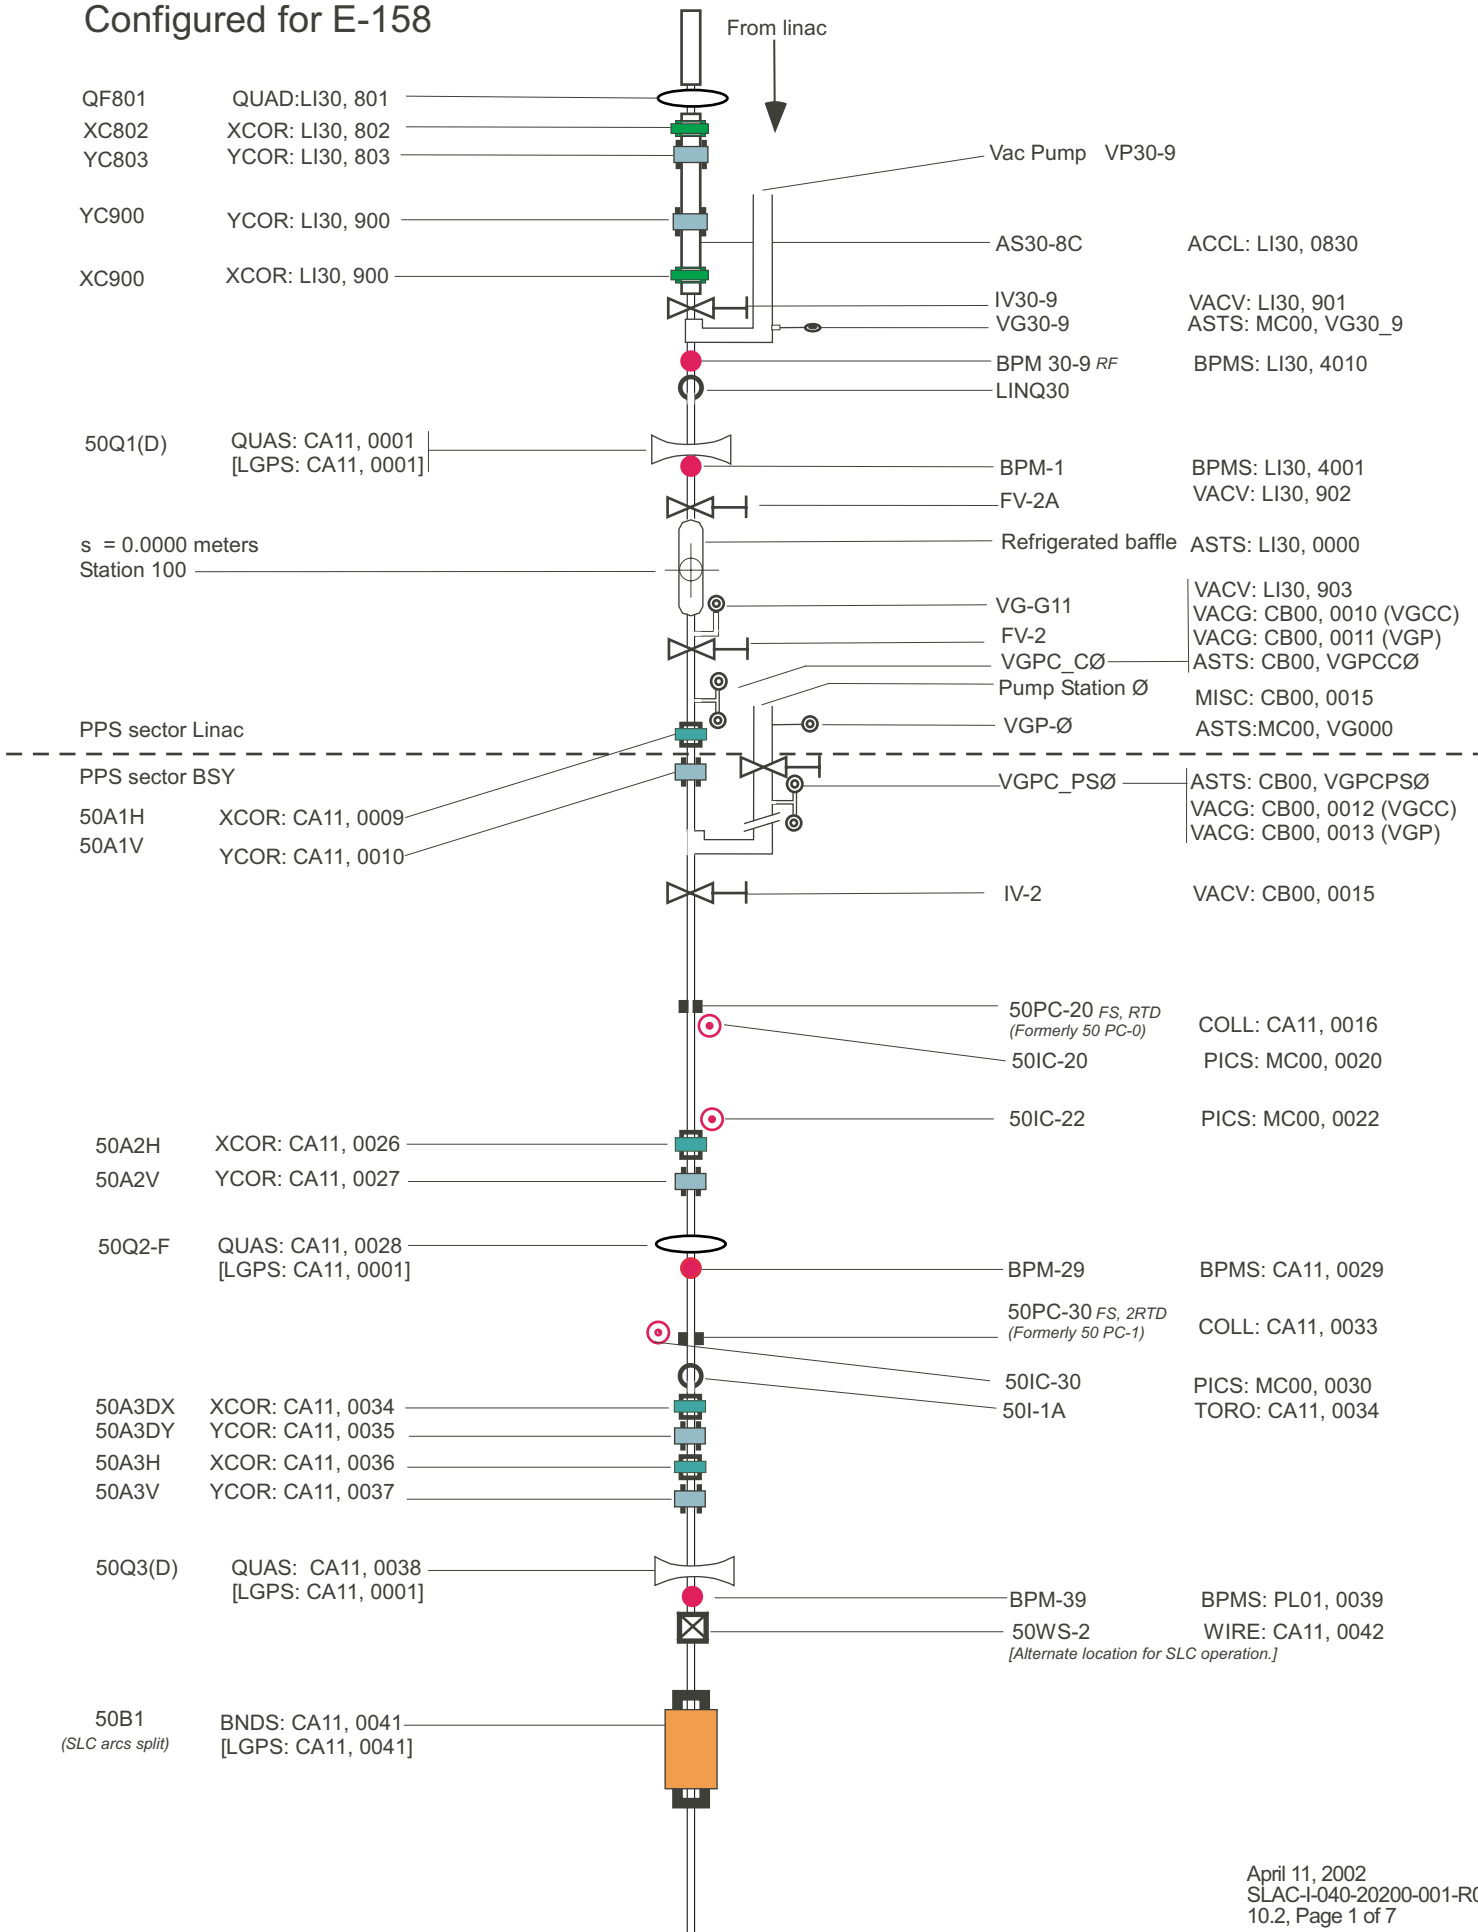 Configured for E-158
From linac
QF801 QUAD:LI30, 801
XC802 XCOR: LI30, 802
YC803 YCOR: LI30, 803
Vac Pump VP30-9
YC900 YCOR: LI30, 900
AS30-8C ACCL: LI30, 0830
XC900 XCOR: LI30, 900
IV30-9 VACV: LI30, 901
VG30-9 ASTS: MC00, VG30_9
BPM 30-9 RF BPMS: LI30, 4010
LINQ30
50Q1(D) QUAS: CA11, 0001
[LGPS: CA11, 0001]
BPM-1 BPMS: LI30, 4001
FV-2A VACV: LI30, 902
s = 0.0000 meters
Refrigerated baffle ASTS: LI30, 0000
Station 100
VACV: LI30, 903
VG-G11 VACG: CB00, 0010 (VGCC)
FV-2 VACG: CB00, 0011 (VGP)
VGPC_CØ ASTS: CB00, VGPCCØ
Pump Station Ø MISC: CB00, 0015
PPS sector Linac
VGP-Ø ASTS:MC00, VG000
PPS sector BSY
VGPC_PSØ ASTS: CB00, VGPCPSØ
VACG: CB00, 0012 (VGCC)
VACG: CB00, 0013 (VGP)
50A1H XCOR: CA11, 0009
50A1V YCOR: CA11, 0010
IV-2 VACV: CB00, 0015
50PC-20 FS, RTD
(Formerly 50 PC-0) COLL: CA11, 0016
50IC-20 PICS: MC00, 0020
50IC-22 PICS: MC00, 0022
50A2H XCOR: CA11, 0026
50A2V YCOR: CA11, 0027
50Q2-F QUAS: CA11, 0028
[LGPS: CA11, 0001]
BPM-29 BPMS: CA11, 0029
50PC-30 FS, 2RTD
(Formerly 50 PC-1) COLL: CA11, 0033
50IC-30 PICS: MC00, 0030
50I-1A TORO: CA11, 0034
50A3DX XCOR: CA11, 0034
50A3DY YCOR: CA11, 0035
50A3H XCOR: CA11, 0036
50A3V YCOR: CA11, 0037
50Q3(D) QUAS: CA11, 0038
[LGPS: CA11, 0001]
BPM-39 BPMS: PL01, 0039
50WS-2 WIRE: CA11, 0042
[Alternate location for SLC operation.]
50B1 BNDS: CA11, 0041
(SLC arcs split) [LGPS: CA11, 0041]
April 11, 2002
SLAC-I-040-20200-001-R0
10.2, Page 1 of 7